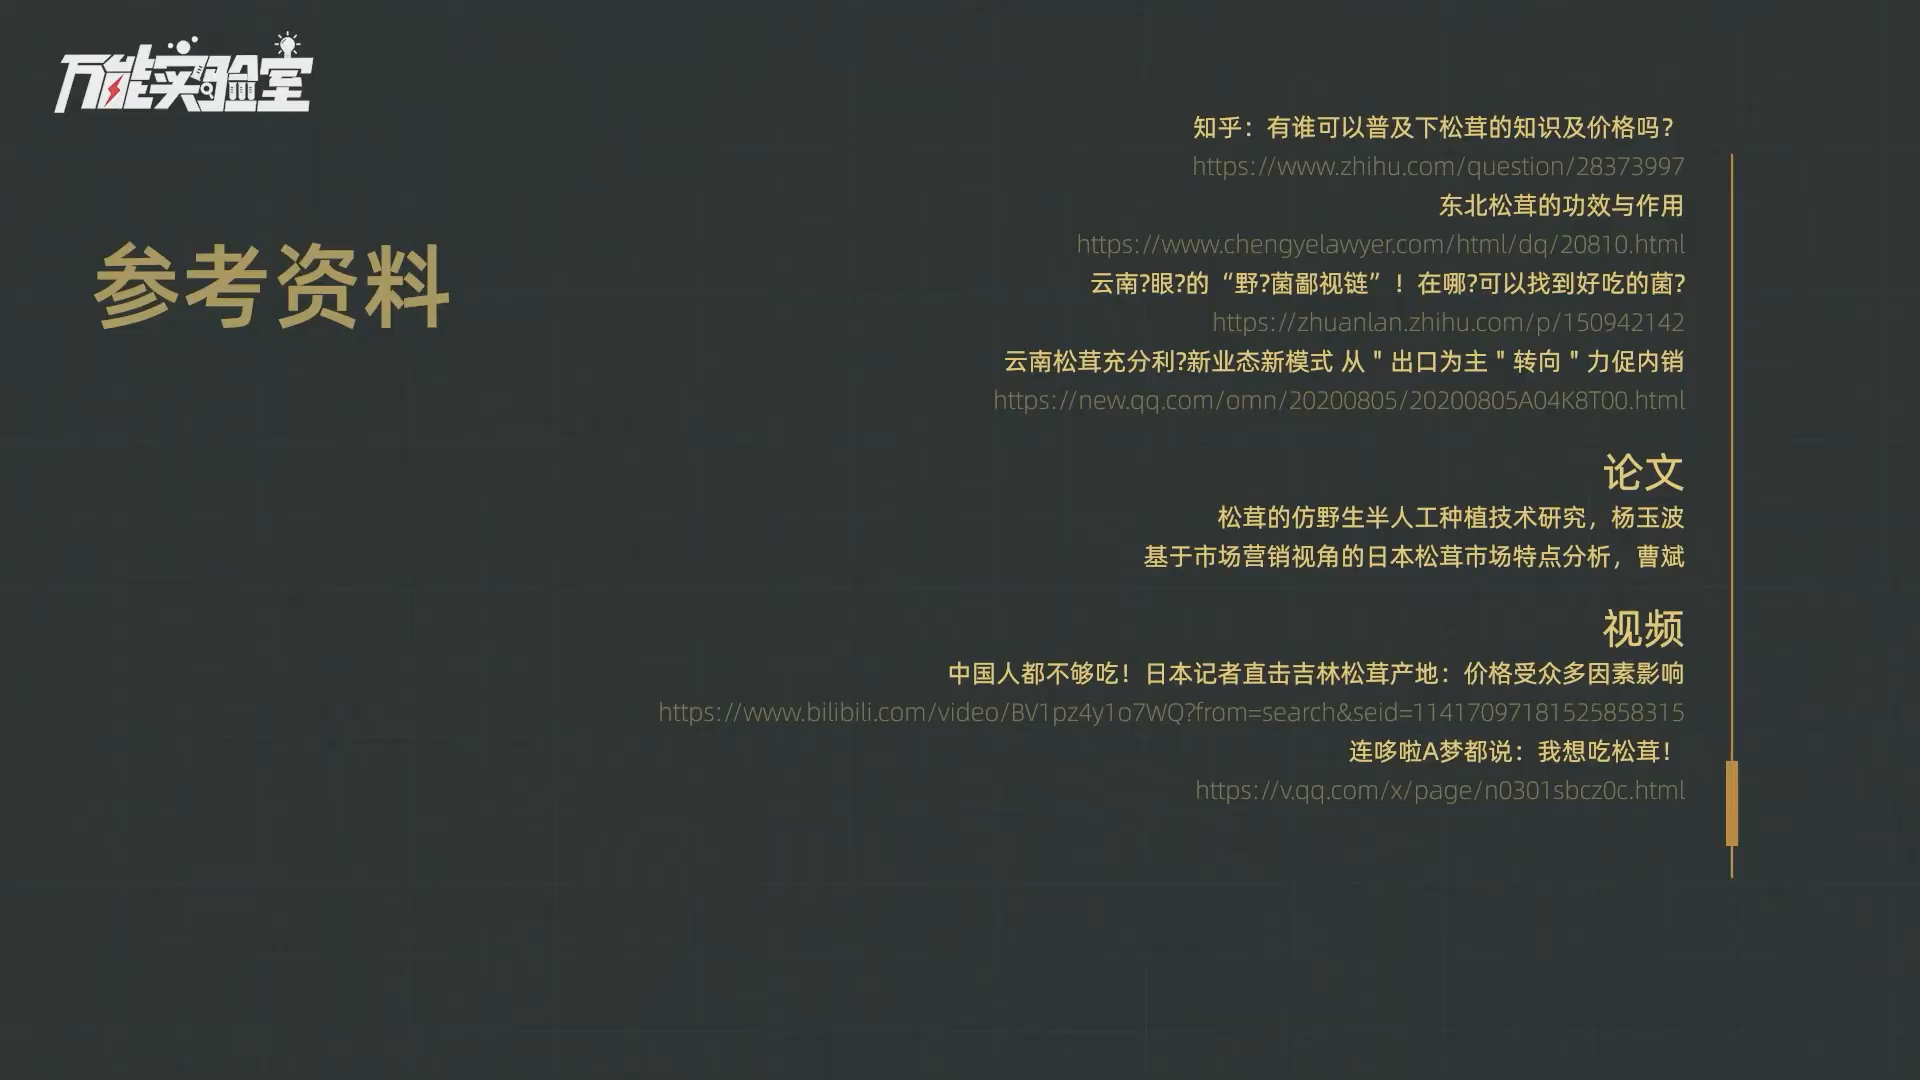 万能实验室
参考资料
知乎：有谁可以普及下松茸的知识及价格吗？
https://www.zhihu.com/question/28373997
东北松茸的功效与作用
https://www.chengyelawyer.com/html/dq/20810.html
云南?眼?的“野?菌鄙视链”！在哪?可以找到好吃的菌?
https://zhuanlan.zhihu.com/p/150942142
云南松茸充分利?新业态新模式 从＂出口为主＂转向＂力促内销
https://new.qq.com/omn/20200805/20200805A04K8T00.html
论文
松茸的仿野生半人工种植技术研究，杨玉波
基于市场营销视角的日本松茸市场特点分析，曹斌
视频
中国人都不够吃！日本记者直击吉林松茸产地：价格受众多因素影响
https://www.bilibili.com/video/BV1pz4y1o7WQ?from=search&seid=11417097181525858315
连哆啦A梦都说：我想吃松茸！
https://v.qq.com/x/page/n0301sbcz0c.html